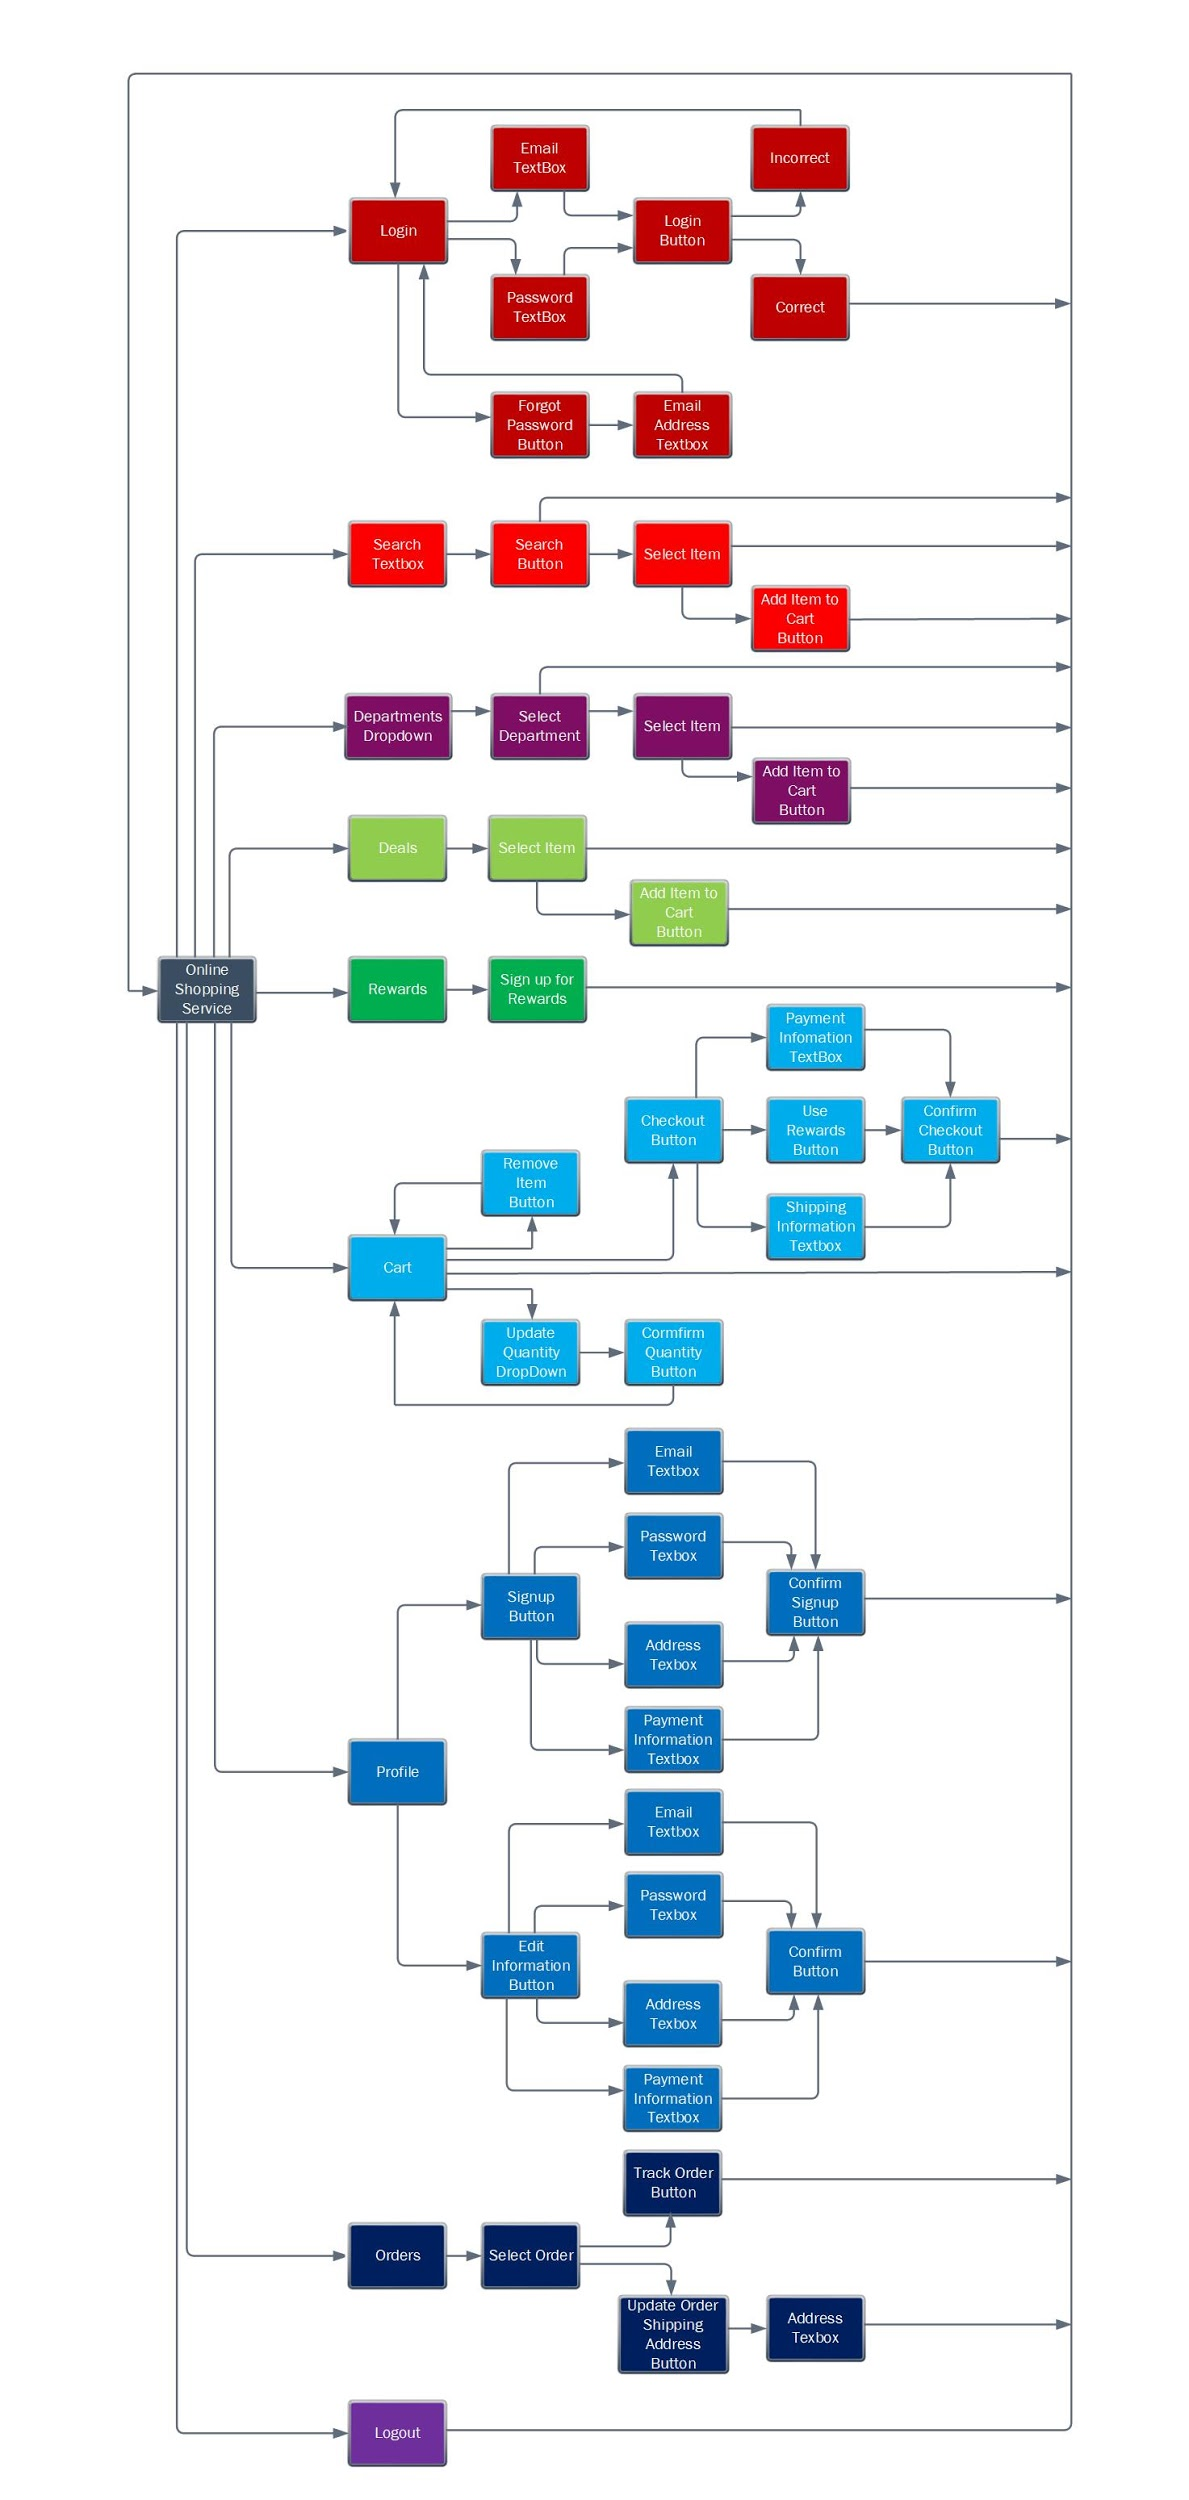 Email
TextBox
Incorrect
Login
Login
Button
Password
TextBox
Correct
Forgot
Password
Button
Email
Address
Textbox
Search
Textbox
Search
Button
Select Item
Add Item to
Cart
Button
Departments
Dropdown
Select
Department
Select Item
Add Item to
Cart
Button
Deals
Select Item
Add Item to
Cart
Button
Online
Shopping
Service
Rewards
Sign up for
Rewards
Payment
Infomation
TextBox
Checkout
Button
Use
Rewards
Button
Confirm
Checkout
Button
Remove
Item
Button
Shipping
Information
Textbox
Cart
Update
Quantity
DropDown
Cormfirm
Quantity
Button
Email
Textbox
Password
Texbox
Signup
Button
Confirm
Signup
Button
Address
Texbox
Payment
Information
Textbox
Profile
Email
Textbox
Password
Texbox
Edit
Information
Button
Confirm
Button
Address
Texbox
Payment
Information
Textbox
Track Order
Button
Orders
Select Order
Update Order
Shipping
Address
Button
Address
Texbox
Logout